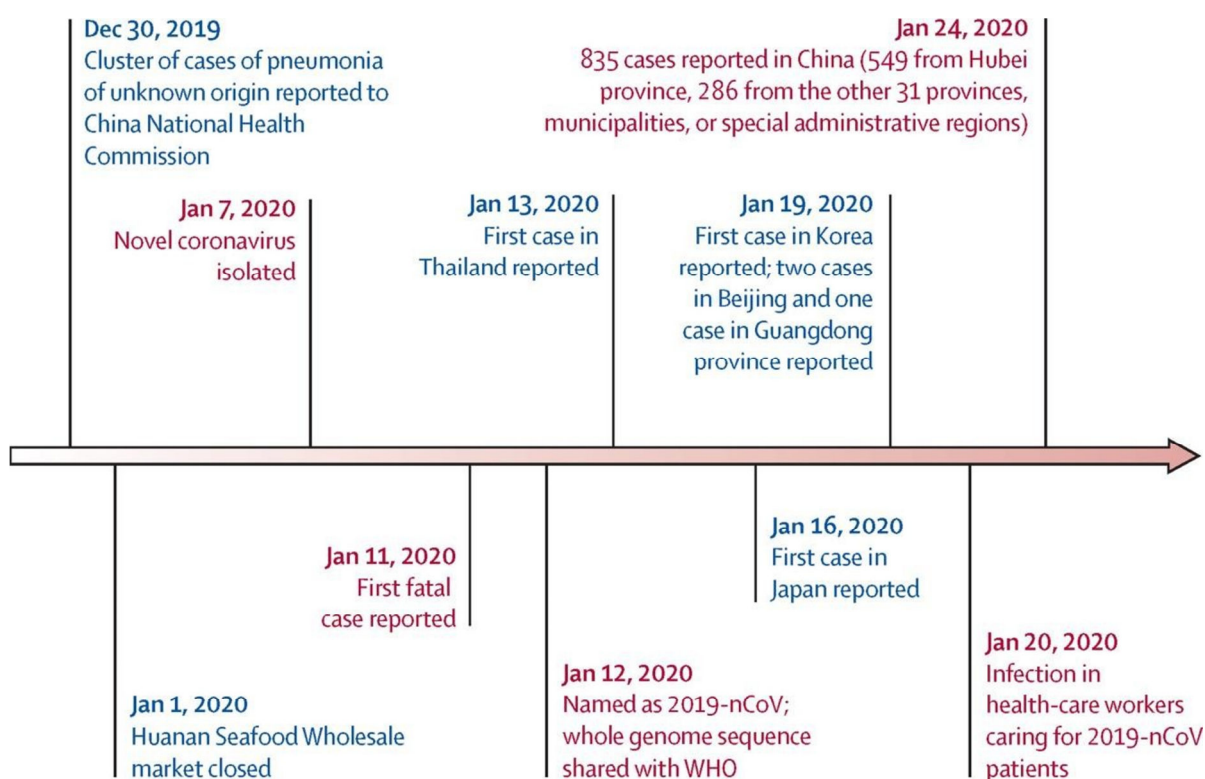 Dec 30, 2019
Cluster of cases of pneumonia
of unknown origin reported to
China National Health
Commission
Jan 24, 2020
835 cases reported in China (549 from Hubei
province, 286 from the other 31 provinces,
municipalities, or special administrative regions)
Jan 7, 2020
Novel coronavirus
isolated
Jan 13, 2020
First case in
Thailand reported
Jan 19, 2020
First case in Korea
reported; two cases
in Beijing and one
case in Guangdong
province reported
Jan 11, 2020
First fatal
case reported
Jan 16, 2020
First case in
Japan reported
Jan 1, 2020
Huanan Seafood Wholesale
market closed
Jan 12, 2020
Named as 2019-nCoV;
whole genome sequence
shared with WHO
Jan 20, 2020
Infection in
health-care workers
caring for 2019-nCoV
patients